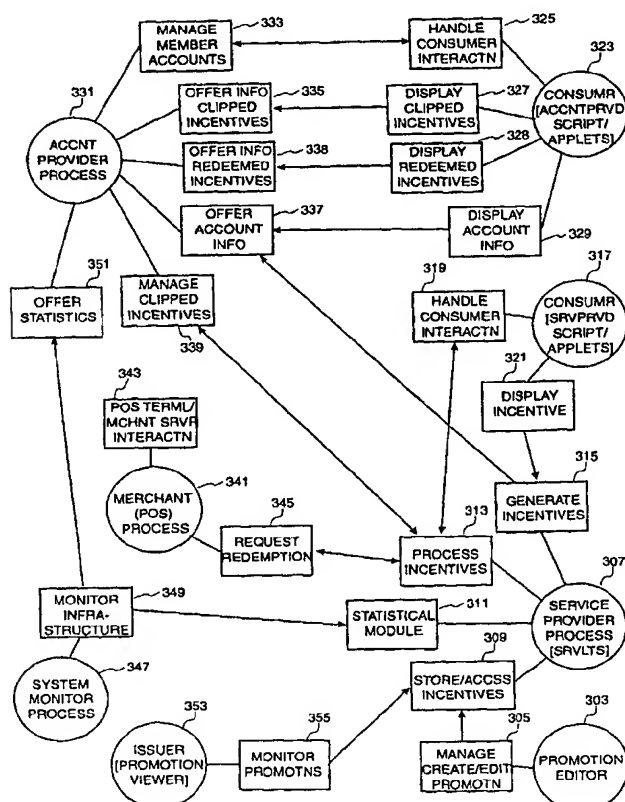 333
MANAGE
MEMBER
ACCOUNTS
325
HANDLE
CONSUMER
INTERACTN
323
CONSUMR
[ACCNTPRVD
SCRIPT/
APPLETS]
331
ACCNT
PROVIDER
PROCESS
335
OFFER INFO
CLIPPED
INCENTIVES
327
DISPLAY
CLIPPED
INCENTIVES
338
OFFER INFO
REDEEMED
INCENTIVES
328
DISPLAY
REDEEMED
INCENTIVES
337
OFFER
ACCOUNT
INFO
329
DISPLAY
ACCOUNT
INFO
351
OFFER
STATISTICS
MANAGE
CLIPPED
INCENTIVES
339
319
HANDLE
CONSUMER
INTERACTN
317
CONSUMR
[SRVPRVD
SCRIPT/
APPLETS]
321
DISPLAY
INCENTIVE
343
POS TERML/
MCHNT SRVR
INTERACTN
341
MERCHANT
(POS)
PROCESS
345
REQUEST
REDEMPTION
313
PROCESS
INCENTIVES
315
GENERATE
INCENTIVES
307
SERVICE
PROVIDER
PROCESS
[SRVLTS]
349
MONITOR
INFRA-
STRUCTURE
311
STATISTICAL
MODULE
347
SYSTEM
MONITOR
PROCESS
309
STORE/ACCSS
INCENTIVES
353
ISSUER
[PROMOTION
VIEWER]
355
MONITOR
PROMOTNS
305
MANAGE
CREATE/EDIT
PROMOTN
303
PROMOTION
EDITOR